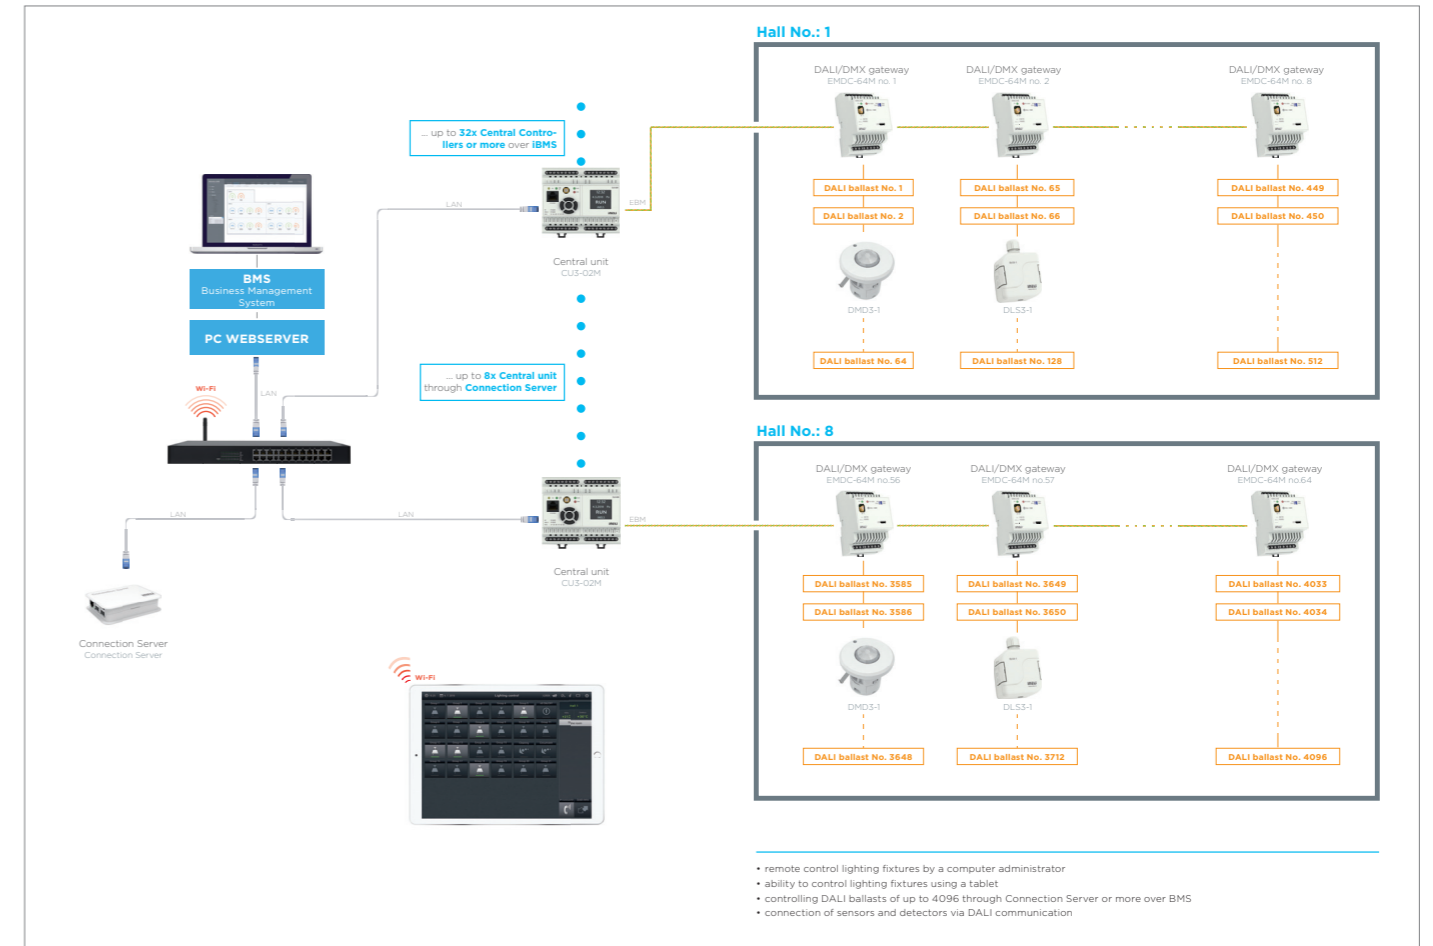 Hall No.: 1
DALI/DMX gateway
EMDC-64M no. 1
DALI/DMX gateway
EMDC-64M no. 2
DALI/DMX gateway
EMDC-64M no. 8
... up to 32x Central Contro-
llers or more over iBMS
LAN
EBM
DALI ballast No. 1
DALI ballast No. 65
DALI ballast No. 449
DALI ballast No. 2
DALI ballast No. 66
DALI ballast No. 450
Central unit
CU3-02M
BMS
Business Management
System
PC WEBSERVER
DMD3-1
DLS3-1
DALI ballast No. 64
DALI ballast No. 128
DALI ballast No. 512
... up to 8x Central unit
through Connection Server
Wi-Fi
LAN
Hall No.: 8
DALI/DMX gateway
EMDC-64M no.56
DALI/DMX gateway
EMDC-64M no.57
DALI/DMX gateway
EMDC-64M no.64
LAN
LAN
EBM
Central unit
CU3-02M
DALI ballast No. 3585
DALI ballast No. 3649
DALI ballast No. 4033
DALI ballast No. 3586
DALI ballast No. 3650
DALI ballast No. 4034
Connection Server
Connection Server
Wi-Fi
Lighting control
DMD3-1
DLS3-1
DALI ballast No. 3648
DALI ballast No. 3712
DALI ballast No. 4096
• remote control lighting fixtures by a computer administrator
• ability to control lighting fixtures using a tablet
• controlling DALI ballasts of up to 4096 through Connection Server or more over BMS
• connection of sensors and detectors via DALI communication